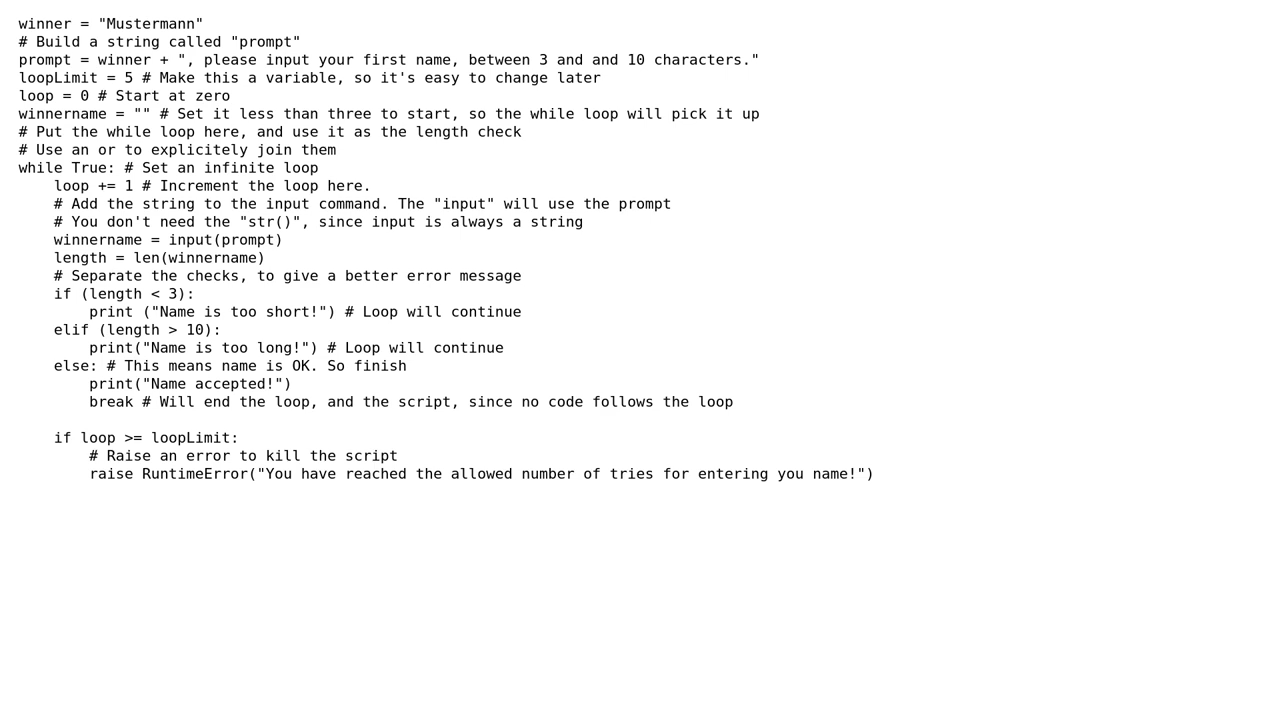 winner = "Mustermann"
# Build a string called "prompt"
prompt = winner + ", please input your first name, between 3 and and 10 characters."
loopLimit = 5 # Make this a variable, so it's easy to change later
loop = 0 # Start at zero
winnername = "" # Set it less than three to start, so the while loop will pick it up
# Put the while loop here, and use it as the length check
# Use an or to explicitely join them
while True: # Set an infinite loop
    loop += 1 # Increment the loop here.
    # Add the string to the input command. The "input" will use the prompt
    # You don't need the "str()", since input is always a string
    winnername = input(prompt)
    length = len(winnername)
    # Separate the checks, to give a better error message
    if (length < 3):
        print ("Name is too short!") # Loop will continue
    elif (length > 10):
        print("Name is too long!") # Loop will continue
    else: # This means name is OK. So finish
        print("Name accepted!")
        break # Will end the loop, and the script, since no code follows the loop

    if loop >= loopLimit:
        # Raise an error to kill the script
        raise RuntimeError("You have reached the allowed number of tries for entering you name!")